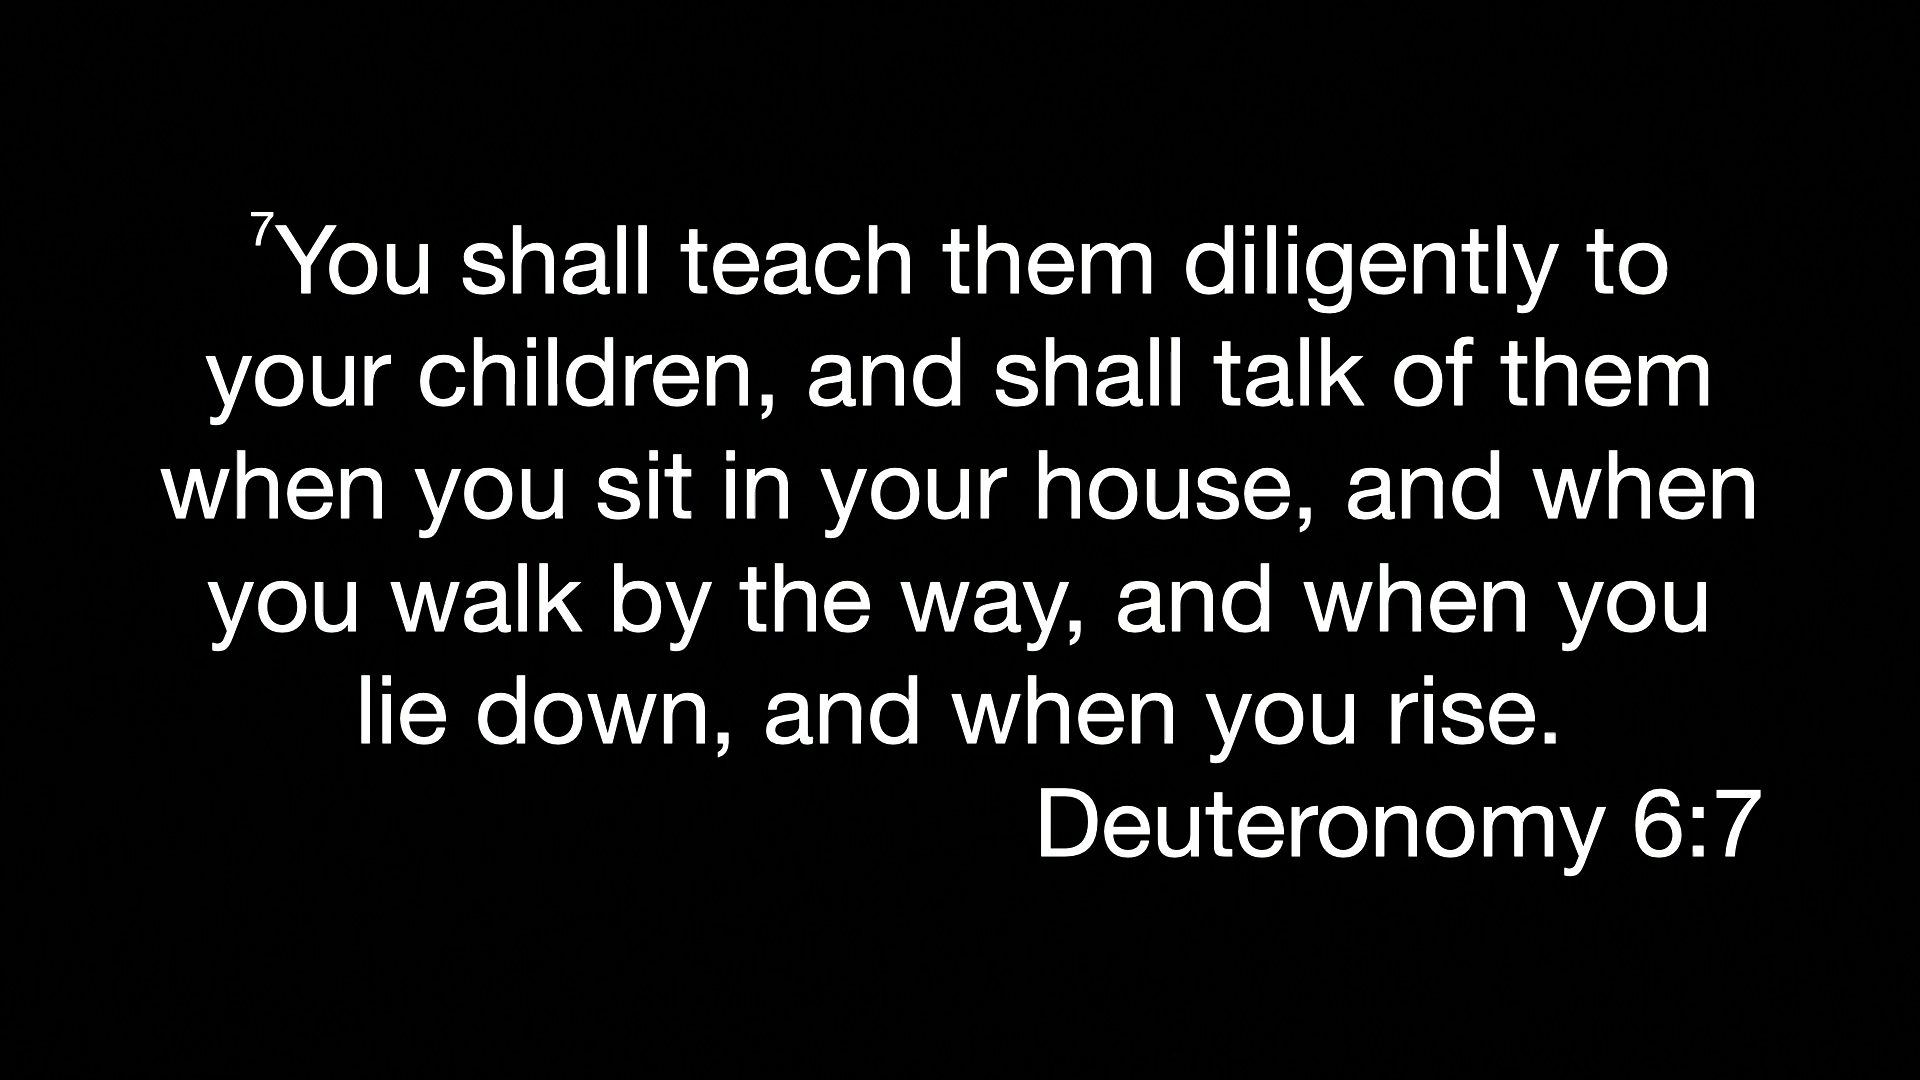 ⁷You shall teach them diligently to
your children, and shall talk of them
when you sit in your house, and when
you walk by the way, and when you
lie down, and when you rise.
Deuteronomy 6:7